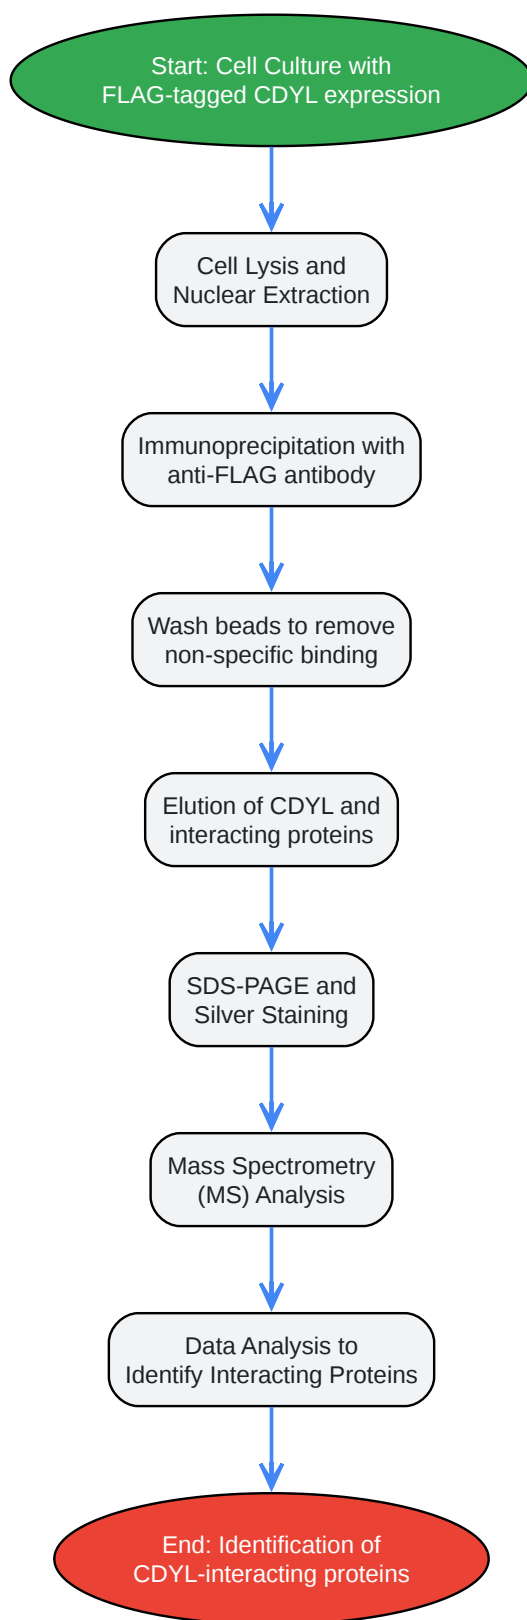 Start: Cell Culture with
FLAG-tagged CDYL expression
Cell Lysis and
Nuclear Extraction
Immunoprecipitation with
anti-FLAG antibody
Wash beads to remove
non-specific binding
Elution of CDYL and
interacting proteins
SDS-PAGE and
Silver Staining
Mass Spectrometry
(MS) Analysis
Data Analysis to
Identify Interacting Proteins
End: Identification of
CDYL-interacting proteins